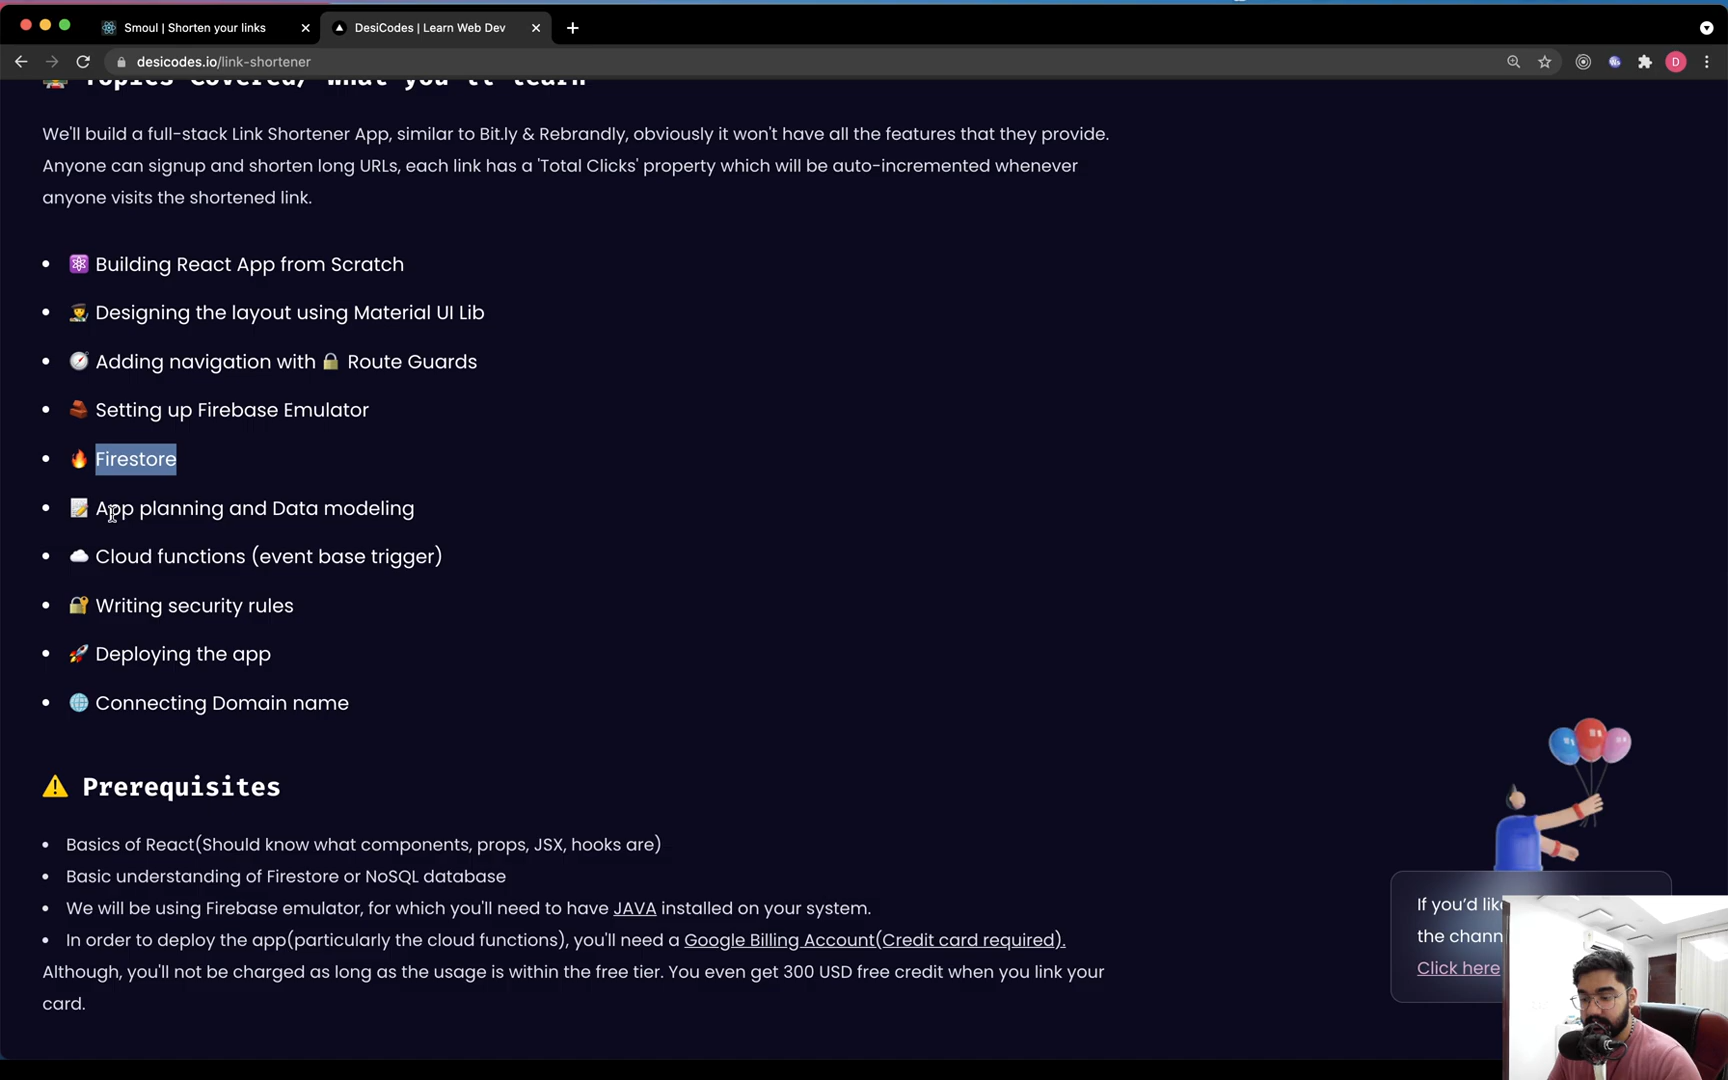 Smoul | Shorten your links
DesiCodes | Learn Web Dev
desicodes.io/link-shortener
D
Topics Covered/ What you'll learn
We'll build a full-stack Link Shortener App, similar to Bit.ly & Rebrandly, obviously it won't have all the features that they provide.
Anyone can signup and shorten long URLs, each link has a 'Total Clicks' property which will be auto-incremented whenever
anyone visits the shortened link.
Building React App from Scratch
Designing the layout using Material UI Lib
Adding navigation with 🔒 Route Guards
Setting up Firebase Emulator
Firestore
App planning and Data modeling
Cloud functions (event base trigger)
Writing security rules
Deploying the app
Connecting Domain name
Prerequisites
Basics of React(Should know what components, props, JSX, hooks are)
Basic understanding of Firestore or NoSQL database
We will be using Firebase emulator, for which you'll need to have JAVA installed on your system.
In order to deploy the app(particularly the cloud functions), you'll need a Google Billing Account(Credit card required).
Although, you'll not be charged as long as the usage is within the free tier. You even get 300 USD free credit when you link your
card.
If you'd
the chann
Click here